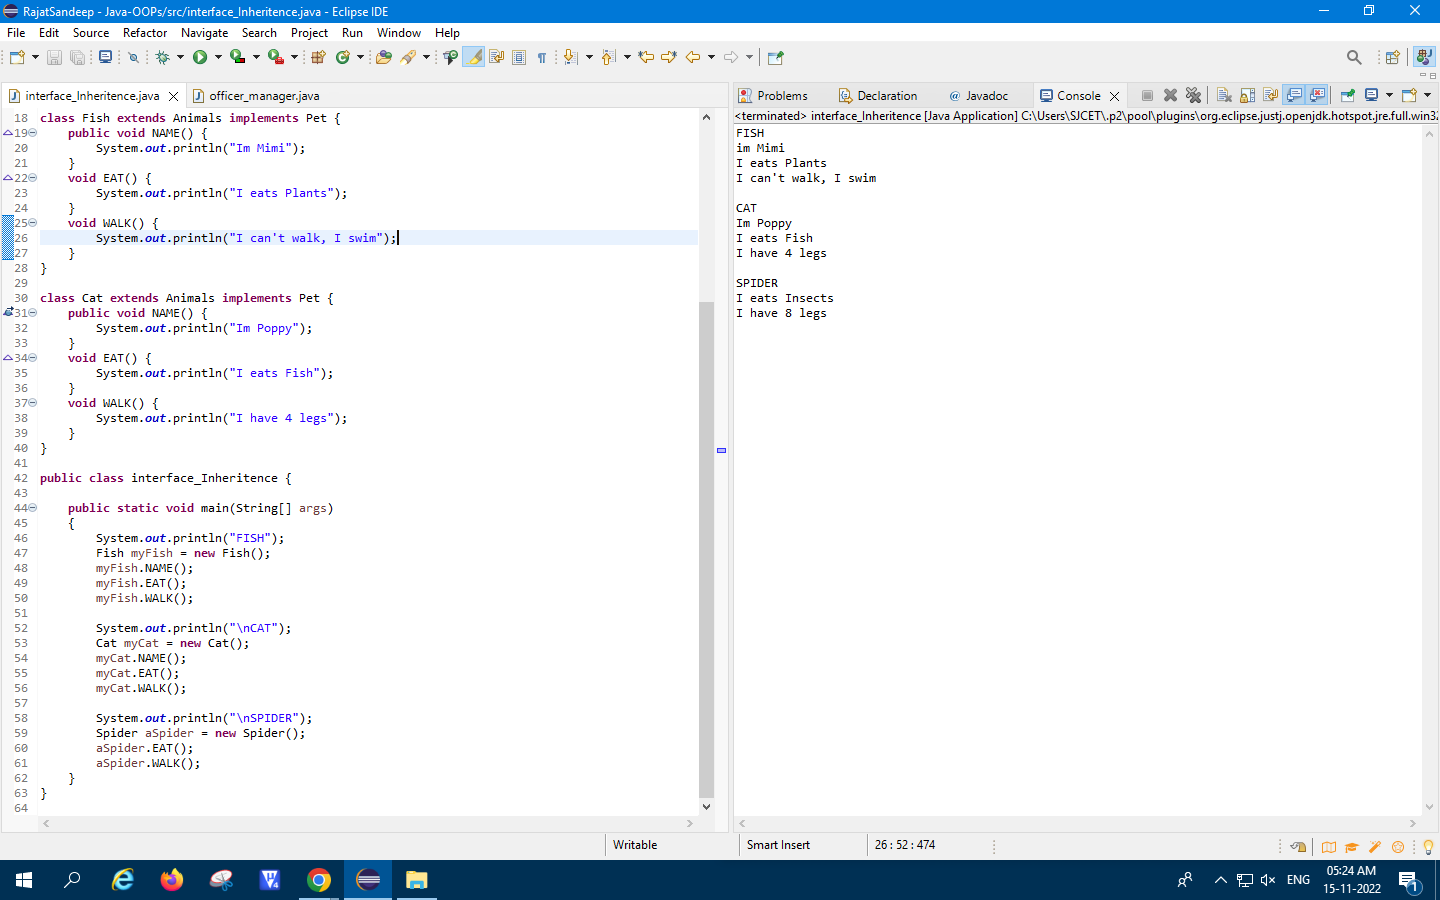 RajatSandeep - Java-OOPs/src/interface_Inheritence.java - Eclipse IDE
File Edit Source Refactor Navigate Search Project Run Window Help
interface_Inheritence.java officer_manager.java
18 class Fish extends Animals implements Pet {
19 public void NAME() {
20 System.out.println("Im Mimi");
21 }
22 void EAT() {
23 System.out.println("I eats Plants");
24 }
25 void WALK() {
26 System.out.println("I can't walk, I swim");
27 }
28 }
29
30 class Cat extends Animals implements Pet {
31 public void NAME() {
32 System.out.println("Im Poppy");
33 }
34 void EAT() {
35 System.out.println("I eats Fish");
36 }
37 void WALK() {
38 System.out.println("I have 4 legs");
39 }
40 }
41
42 public class interface_Inheritence {
43
44 public static void main(String[] args)
45 {
46 System.out.println("FISH");
47 Fish myFish = new Fish();
48 myFish.NAME();
49 myFish.EAT();
50 myFish.WALK();
51
52 System.out.println("\nCAT");
53 Cat myCat = new Cat();
54 myCat.NAME();
55 myCat.EAT();
56 myCat.WALK();
57
58 System.out.println("\nSPIDER");
59 Spider aSpider = new Spider();
60 aSpider.EAT();
61 aSpider.WALK();
62 }
63 }
64
Problems Declaration @ Javadoc Console
<terminated> interface_Inheritence [Java Application] C:\Users\SJCET\.p2\pool\plugins\org.eclipse.justj.openjdk.hotspot.jre.full.win32
FISH
im Mimi
I eats Plants
I can't walk, I swim
CAT
Im Poppy
I eats Fish
I have 4 legs
SPIDER
I eats Insects
I have 8 legs
Writable Smart Insert 26 : 52 : 474
ENG 05:24 AM
15-11-2022
1